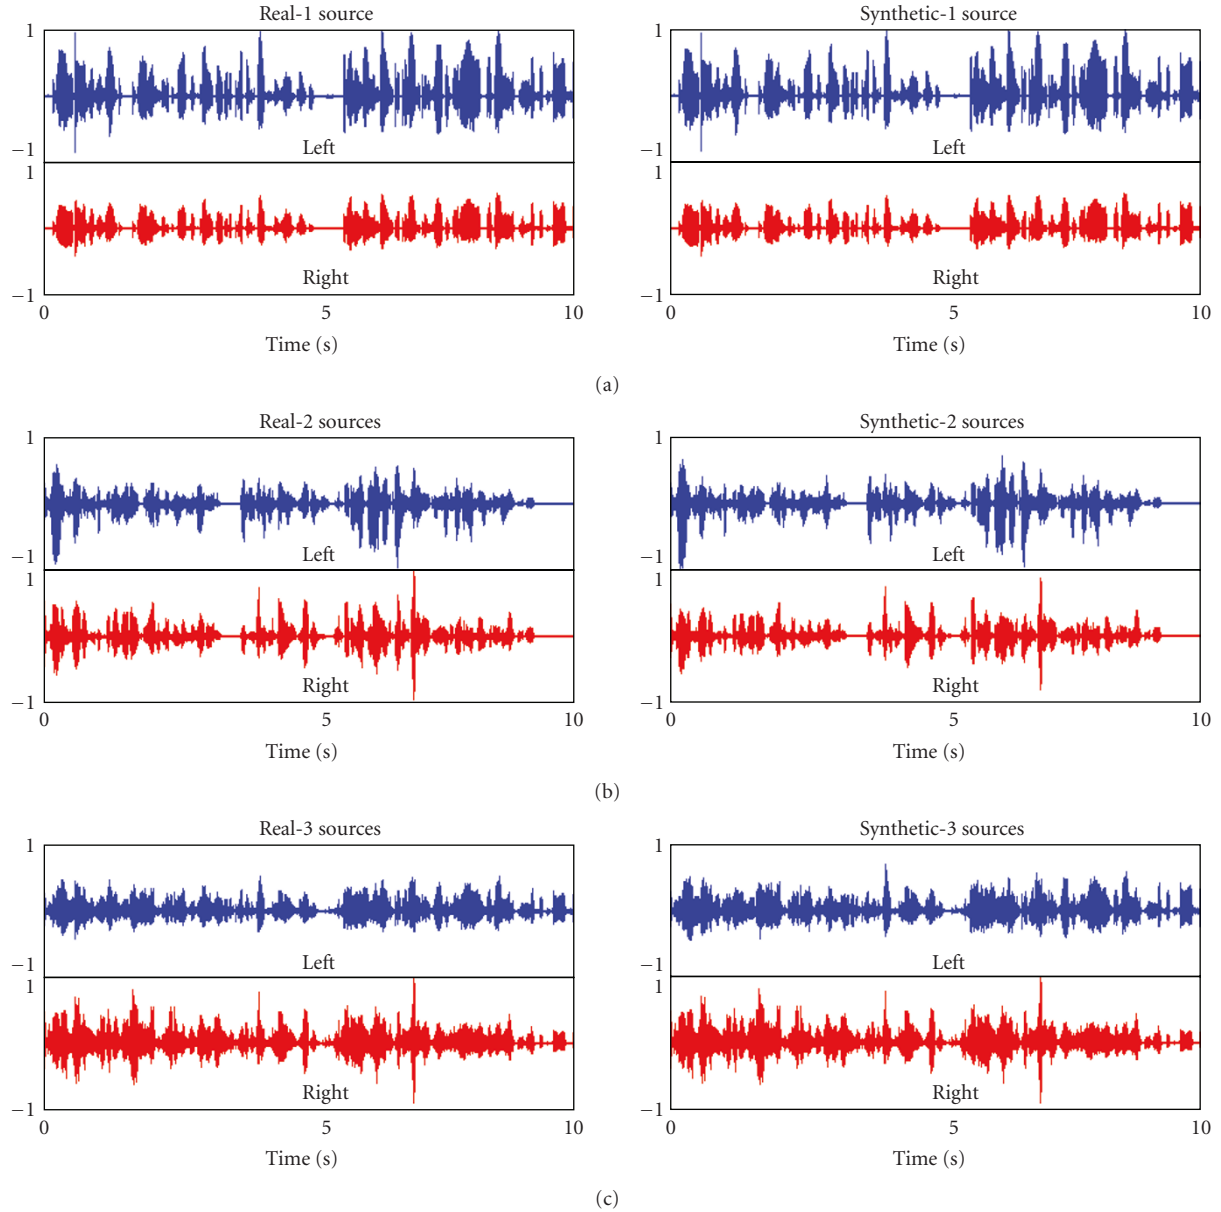 Real-1 source
1
Left
−1
1
Right
−1
0 5 10
Time (s)
Synthetic-1 source
1
Left
−1
1
Right
−1
0 5 10
Time (s)
(a)
Real-2 sources
1
Left
−1
1
Right
−1
0 5 10
Time (s)
Synthetic-2 sources
1
Left
−1
1
Right
−1
0 5 10
Time (s)
(b)
Real-3 sources
1
Left
−1
1
Right
−1
0 5 10
Time (s)
Synthetic-3 sources
1
Left
−1
1
Right
−1
0 5 10
Time (s)
(c)